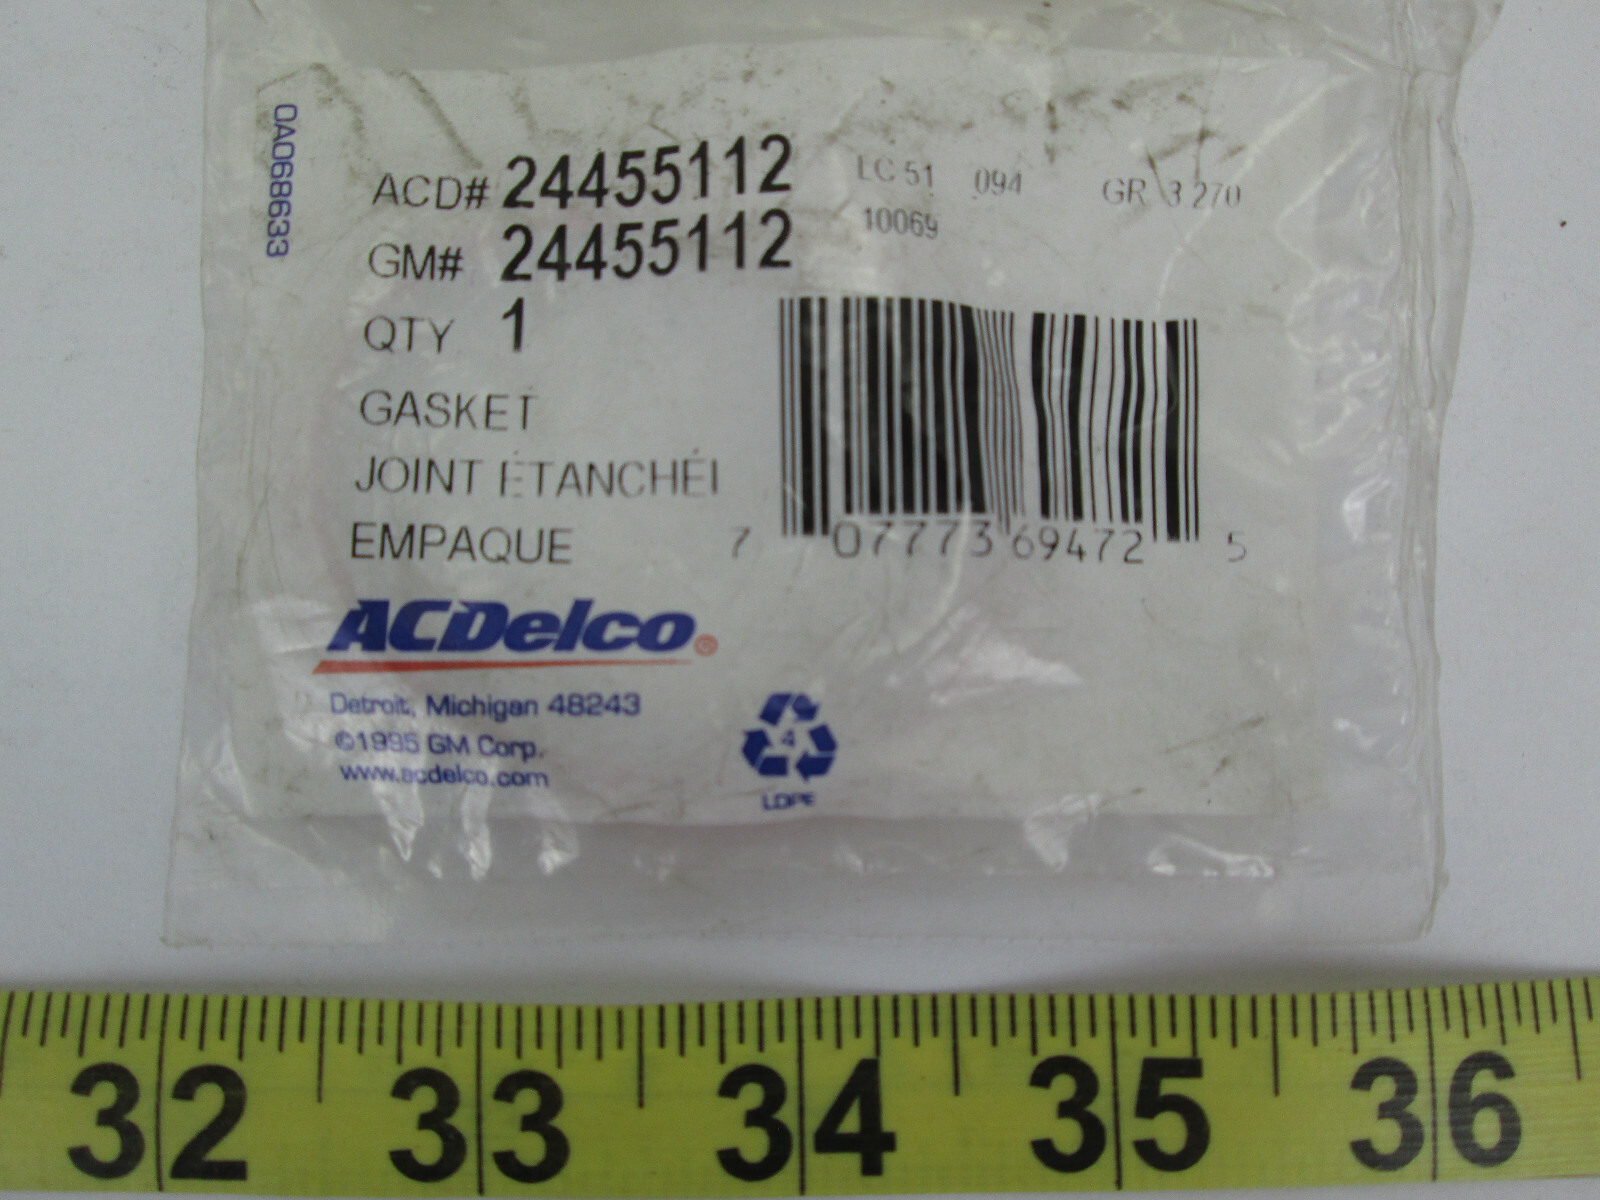 0A068633
ACD# 24455112
LC 51 094 GR 3 270
GM# 24455112
10069
QTY 1
GASKET
JOINT ÉTANCHÉI
EMPAQUE
7 07773 69472 5
ACDelco
Detroit, Michigan 48243
©1995 GM Corp.
www.acdelco.com
4
LDPE
32 33 34 35 36